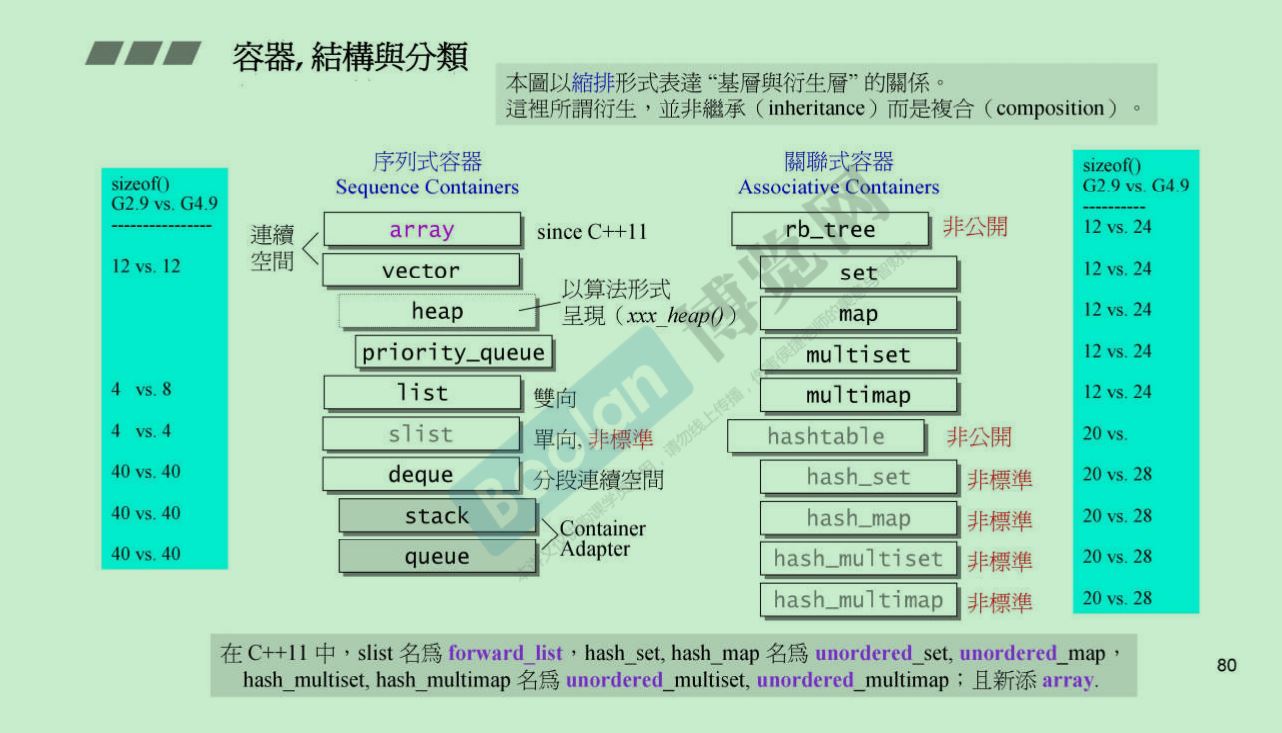 容器, 結構與分類
本圖以縮排形式表達 “基層與衍生層” 的關係。
這裡所謂衍生，並非繼承（inheritance）而是複合（composition）。
sizeof()
G2.9 vs. G4.9
----------------
12 vs. 12
4 vs. 8
4 vs. 4
40 vs. 40
40 vs. 40
40 vs. 40
序列式容器
Sequence Containers
連續
空間
array
since C++11
vector
heap
以算法形式
呈現（xxx_heap()）
priority_queue
list
雙向
slist
單向, 非標準
deque
分段連續空間
stack
queue
Container
Adapter
關聯式容器
Associative Containers
rb_tree
非公開
set
map
multiset
multimap
hashtable
非公開
hash_set
非標準
hash_map
非標準
hash_multiset
非標準
hash_multimap
非標準
sizeof()
G2.9 vs. G4.9
----------
12 vs. 24
12 vs. 24
12 vs. 24
12 vs. 24
12 vs. 24
20 vs.
20 vs. 28
20 vs. 28
20 vs. 28
20 vs. 28
Boolan 博览网
在 C++11 中，slist 名爲 forward_list，hash_set, hash_map 名爲 unordered_set, unordered_map，
hash_multiset, hash_multimap 名爲 unordered_multiset, unordered_multimap；且新添 array.
80